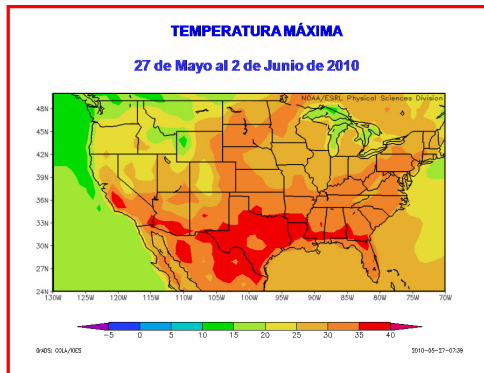 TEMPERATURA MÁXIMA
27 de Mayo al 2 de Junio de 2010
NOAA/ESRL Physical Sciences Division
48N
45N
42N
39N
36N
33N
30N
27N
24N
130W 125W 120W 115W 110W 105W 100W 95W 90W 85W 80W 75W 70W
-5 0 5 10 15 20 25 30 35 40
GrADS: COLA/IGES 2010-05-27-07:39